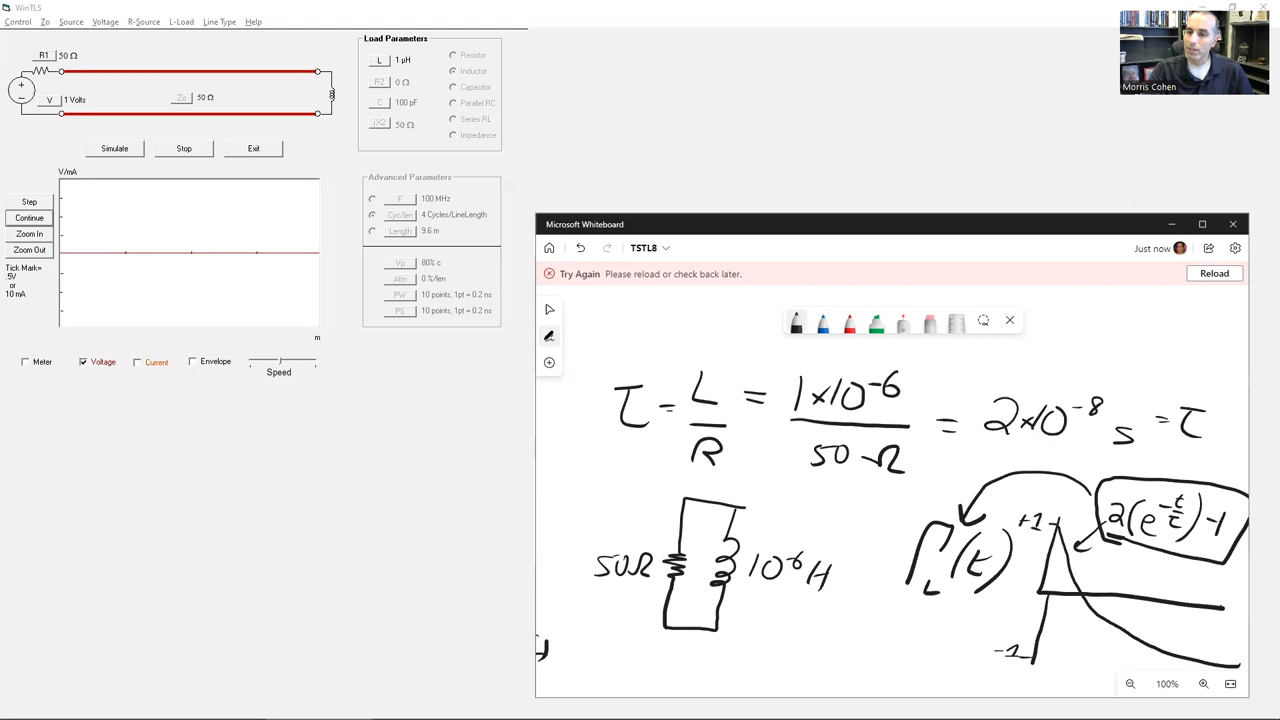 WinTLS
Control Zo Source Voltage R-Source L-Load Line Type Help
R1 50 Ω
V 1 Volts
Zo 50 Ω
Simulate Stop Exit
Load Parameters
L 1 µH
R2 0 Ω
C 100 pF
jX2 50 Ω
Resistor
Inductor
Capacitor
Parallel RC
Series RL
Impedance
V/mA
Step
Continue
Zoom In
Zoom Out
Tick Mark=
.5V
or
10 mA
m
Advanced Parameters
F 100 MHz
Cyc/len 4 Cycles/LineLength
Length 9.6 m
Vp 80% c
Attn 0 %/len
PW 10 points, 1pt = 0.2 ns
PS 10 points, 1pt = 0.2 ns
Meter Voltage Current Envelope
Speed
Morris Cohen
Microsoft Whiteboard
TSTL8
Just now
Try Again Please reload or check back later.
Reload
τ = L/R = 1x10^-6 / 50 Ω = 2x10^-8 s = τ
50Ω 10^-6 H
Γ_L (t)
+1
-1
2(e^-t/τ) -1
100%